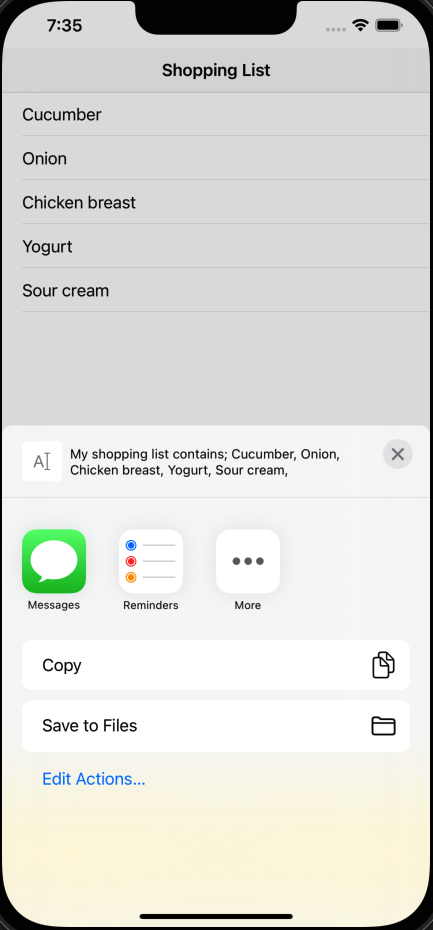 7:35
Shopping List
Cucumber
Onion
Chicken breast
Yogurt
Sour cream
A
My shopping list contains; Cucumber, Onion,
Chicken breast, Yogurt, Sour cream,
Messages
Reminders
More
Copy
Save to Files
Edit Actions...